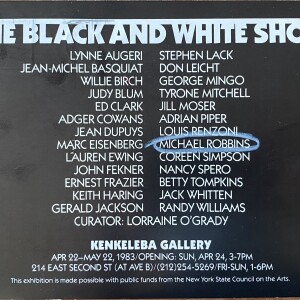 THE BLACK AND WHITE SHO
LYNNE AUGERI STEPHEN LACK
JEAN-MICHEL BASQUIAT DON LEICHT
WILLIE BIRCH GEORGE MINGO
JUDY BLUM TYRONE MITCHELL
ED CLARK JILL MOSER
ADGER COWANS ADRIAN PIPER
JEAN DUPUYS LOUIS RENZONI
MARC EISENBERG MICHAEL ROBBINS
LAUREN EWING COREEN SIMPSON
JOHN FEKNER NANCY SPERO
ERNEST FRAZIER BETTY TOMPKINS
KEITH HARING JACK WHITTEN
GERALD JACKSON RANDY WILLIAMS
CURATOR: LORRAINE O'GRADY
KENKELEBA GALLERY
APR 22–MAY 22, 1983/OPENING: SUN, APR 24, 3-7PM
214 EAST SECOND ST (AT AVE B)/(212)254-5269/FRI-SUN, 1-6PM
This exhibition is made possible with public funds from the New York State Council on the Arts.